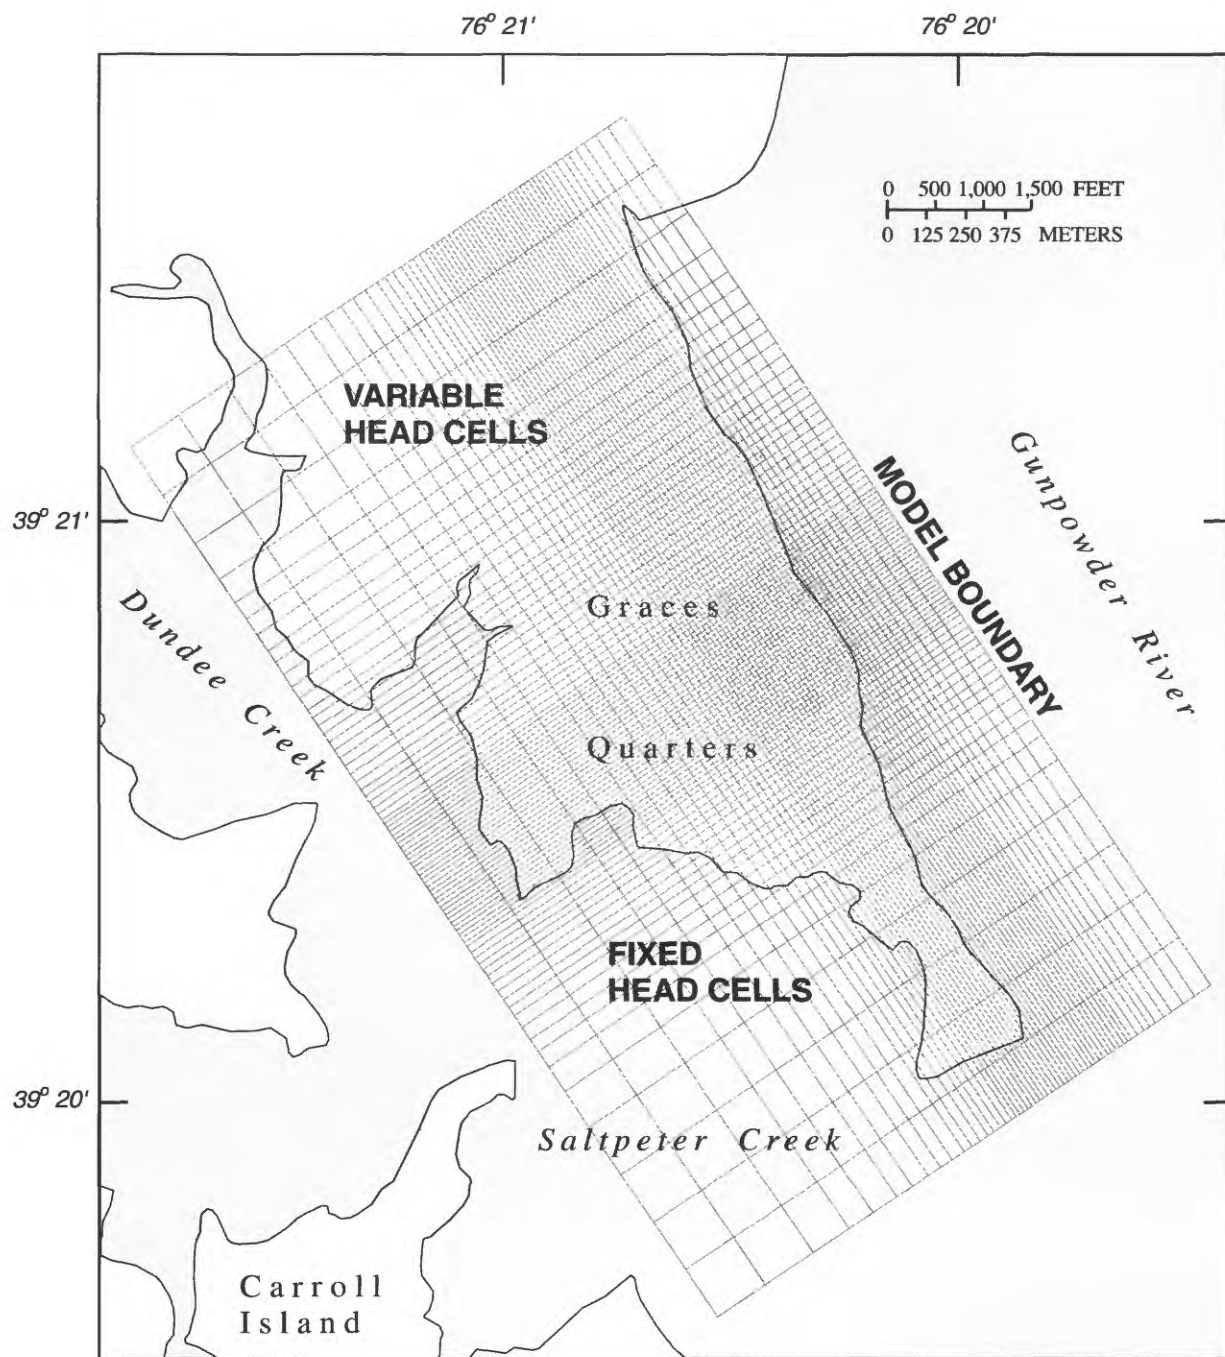 76° 21'
76° 20'
0 500 1,000 1,500 FEET
0 125 250 375 METERS
VARIABLE
HEAD CELLS
39° 21'
MODEL BOUNDARY
Gunpowder River
Dundee Creek
Graces
Quarters
FIXED
HEAD CELLS
39° 20'
Saltpeter Creek
Carroll
Island